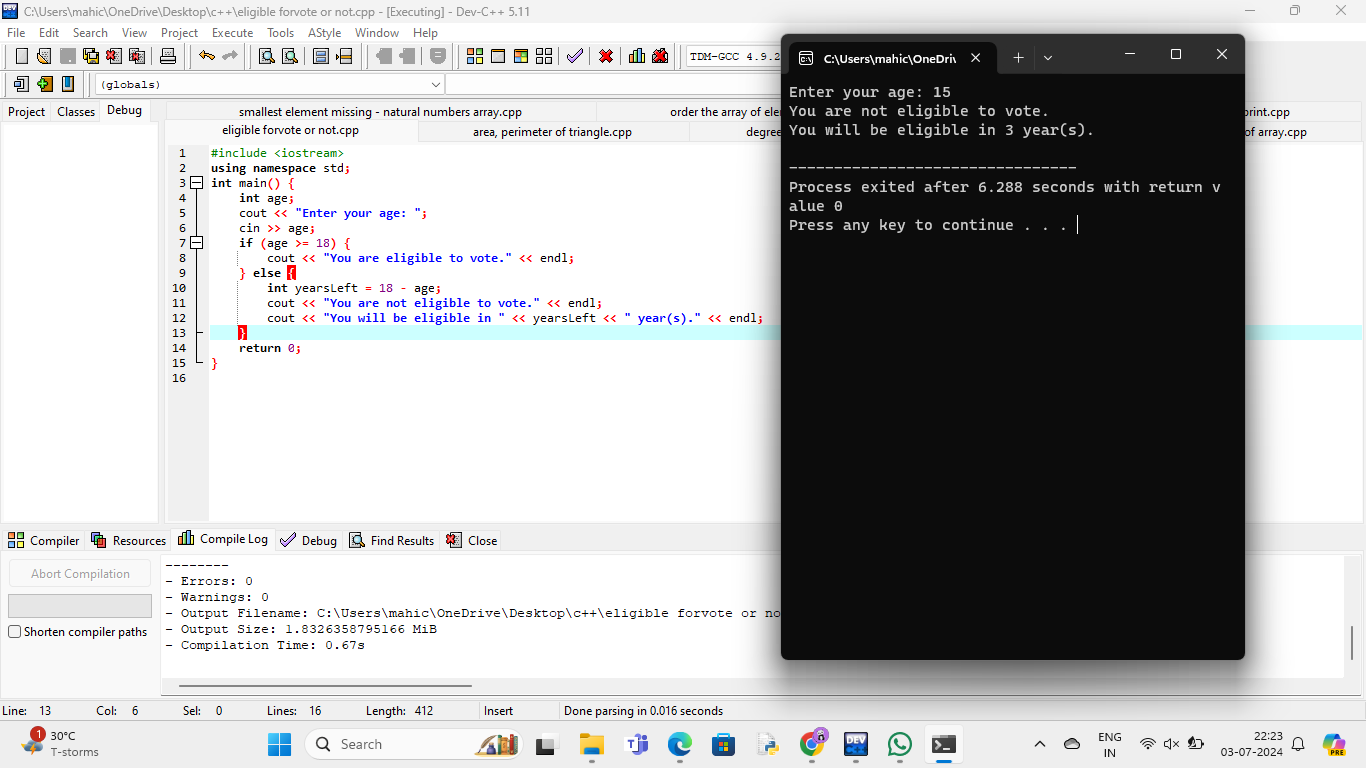 C:\Users\mahic\OneDrive\Desktop\c++\eligible forvote or not.cpp - [Executing] - Dev-C++ 5.11
File Edit Search View Project Execute Tools AStyle Window Help
TDM-GCC 4.9.2
(globals)
Project Classes Debug
smallest element missing - natural numbers array.cpp
order the array of
eligible forvote or not.cpp
area, perimeter of triangle.cpp
of array.cpp
1 #include <iostream>
2 using namespace std;
3 int main() {
4 int age;
5 cout << "Enter your age: ";
6 cin >> age;
7 if (age >= 18) {
8 cout << "You are eligible to vote." << endl;
9 } else {
10 int yearsLeft = 18 - age;
11 cout << "You are not eligible to vote." << endl;
12 cout << "You will be eligible in " << yearsLeft << " year(s)." << endl;
13 }
14 return 0;
15 }
16
C:\Users\mahic\OneDri
Enter your age: 15
You are not eligible to vote.
You will be eligible in 3 year(s).
--------------------------------
Process exited after 6.288 seconds with return v
alue 0
Press any key to continue . . .
Compiler Resources Compile Log Debug Find Results Close
Abort Compilation
Shorten compiler paths
--------
- Errors: 0
- Warnings: 0
- Output Filename: C:\Users\mahic\OneDrive\Desktop\c++\eligible forvote or no
- Output Size: 1.8326358795166 MiB
- Compilation Time: 0.67s
Line: 13 Col: 6 Sel: 0 Lines: 16 Length: 412 Insert Done parsing in 0.016 seconds
1
30°C
T-storms
Search
DEV
ENG
IN
22:23
03-07-2024
PRE